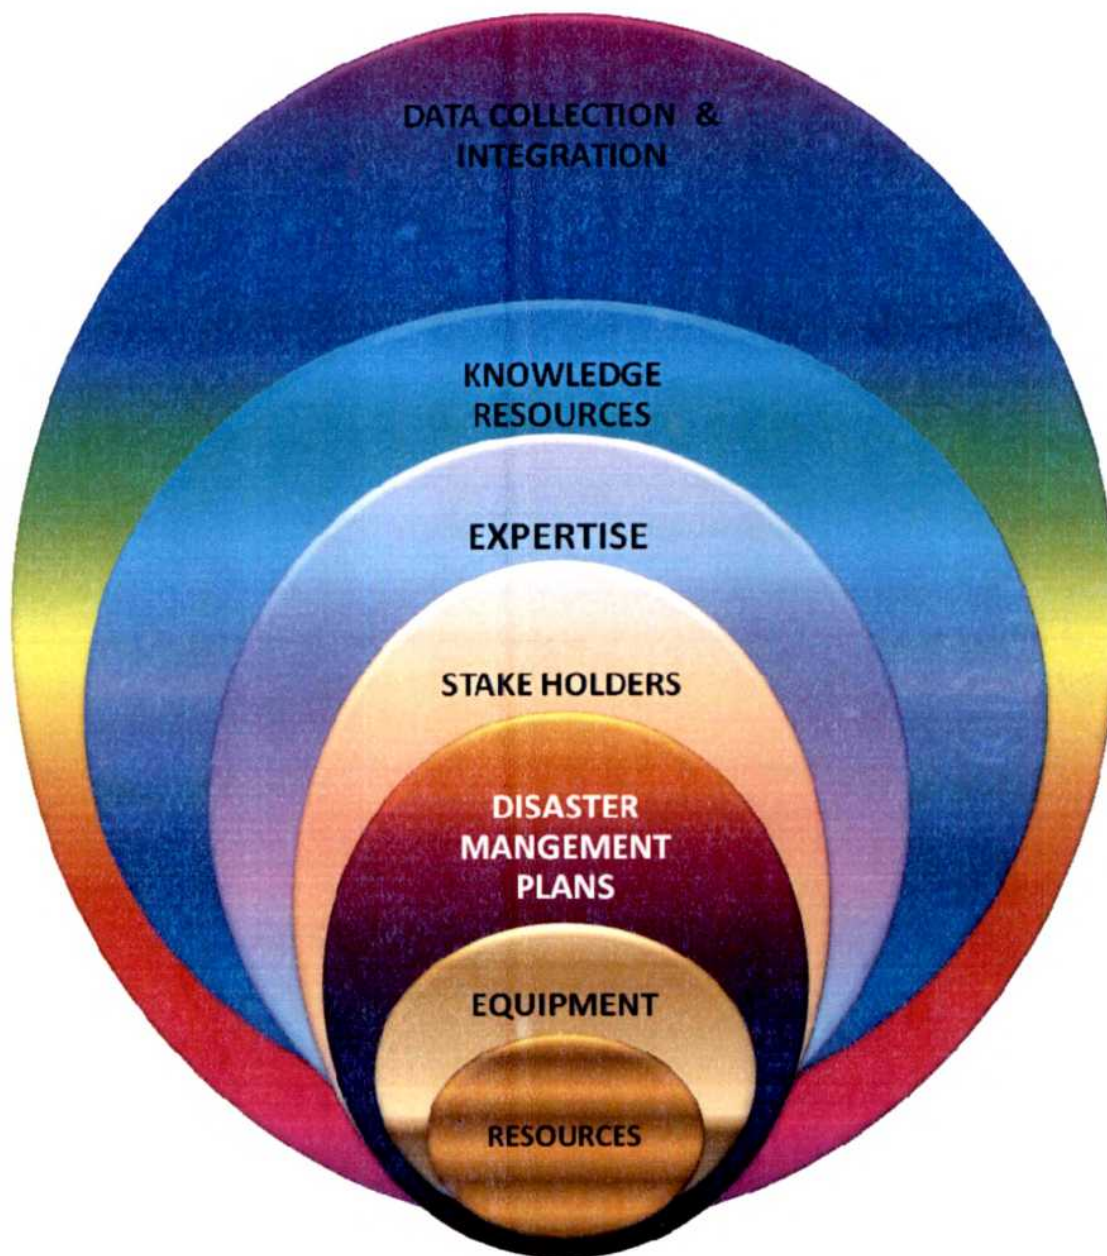 DATA COLLECTION &
INTEGRATION
KNOWLEDGE
RESOURCES
EXPERTISE
STAKE HOLDERS
DISASTER
MANGEMENT
PLANS
EQUIPMENT
RESOURCES